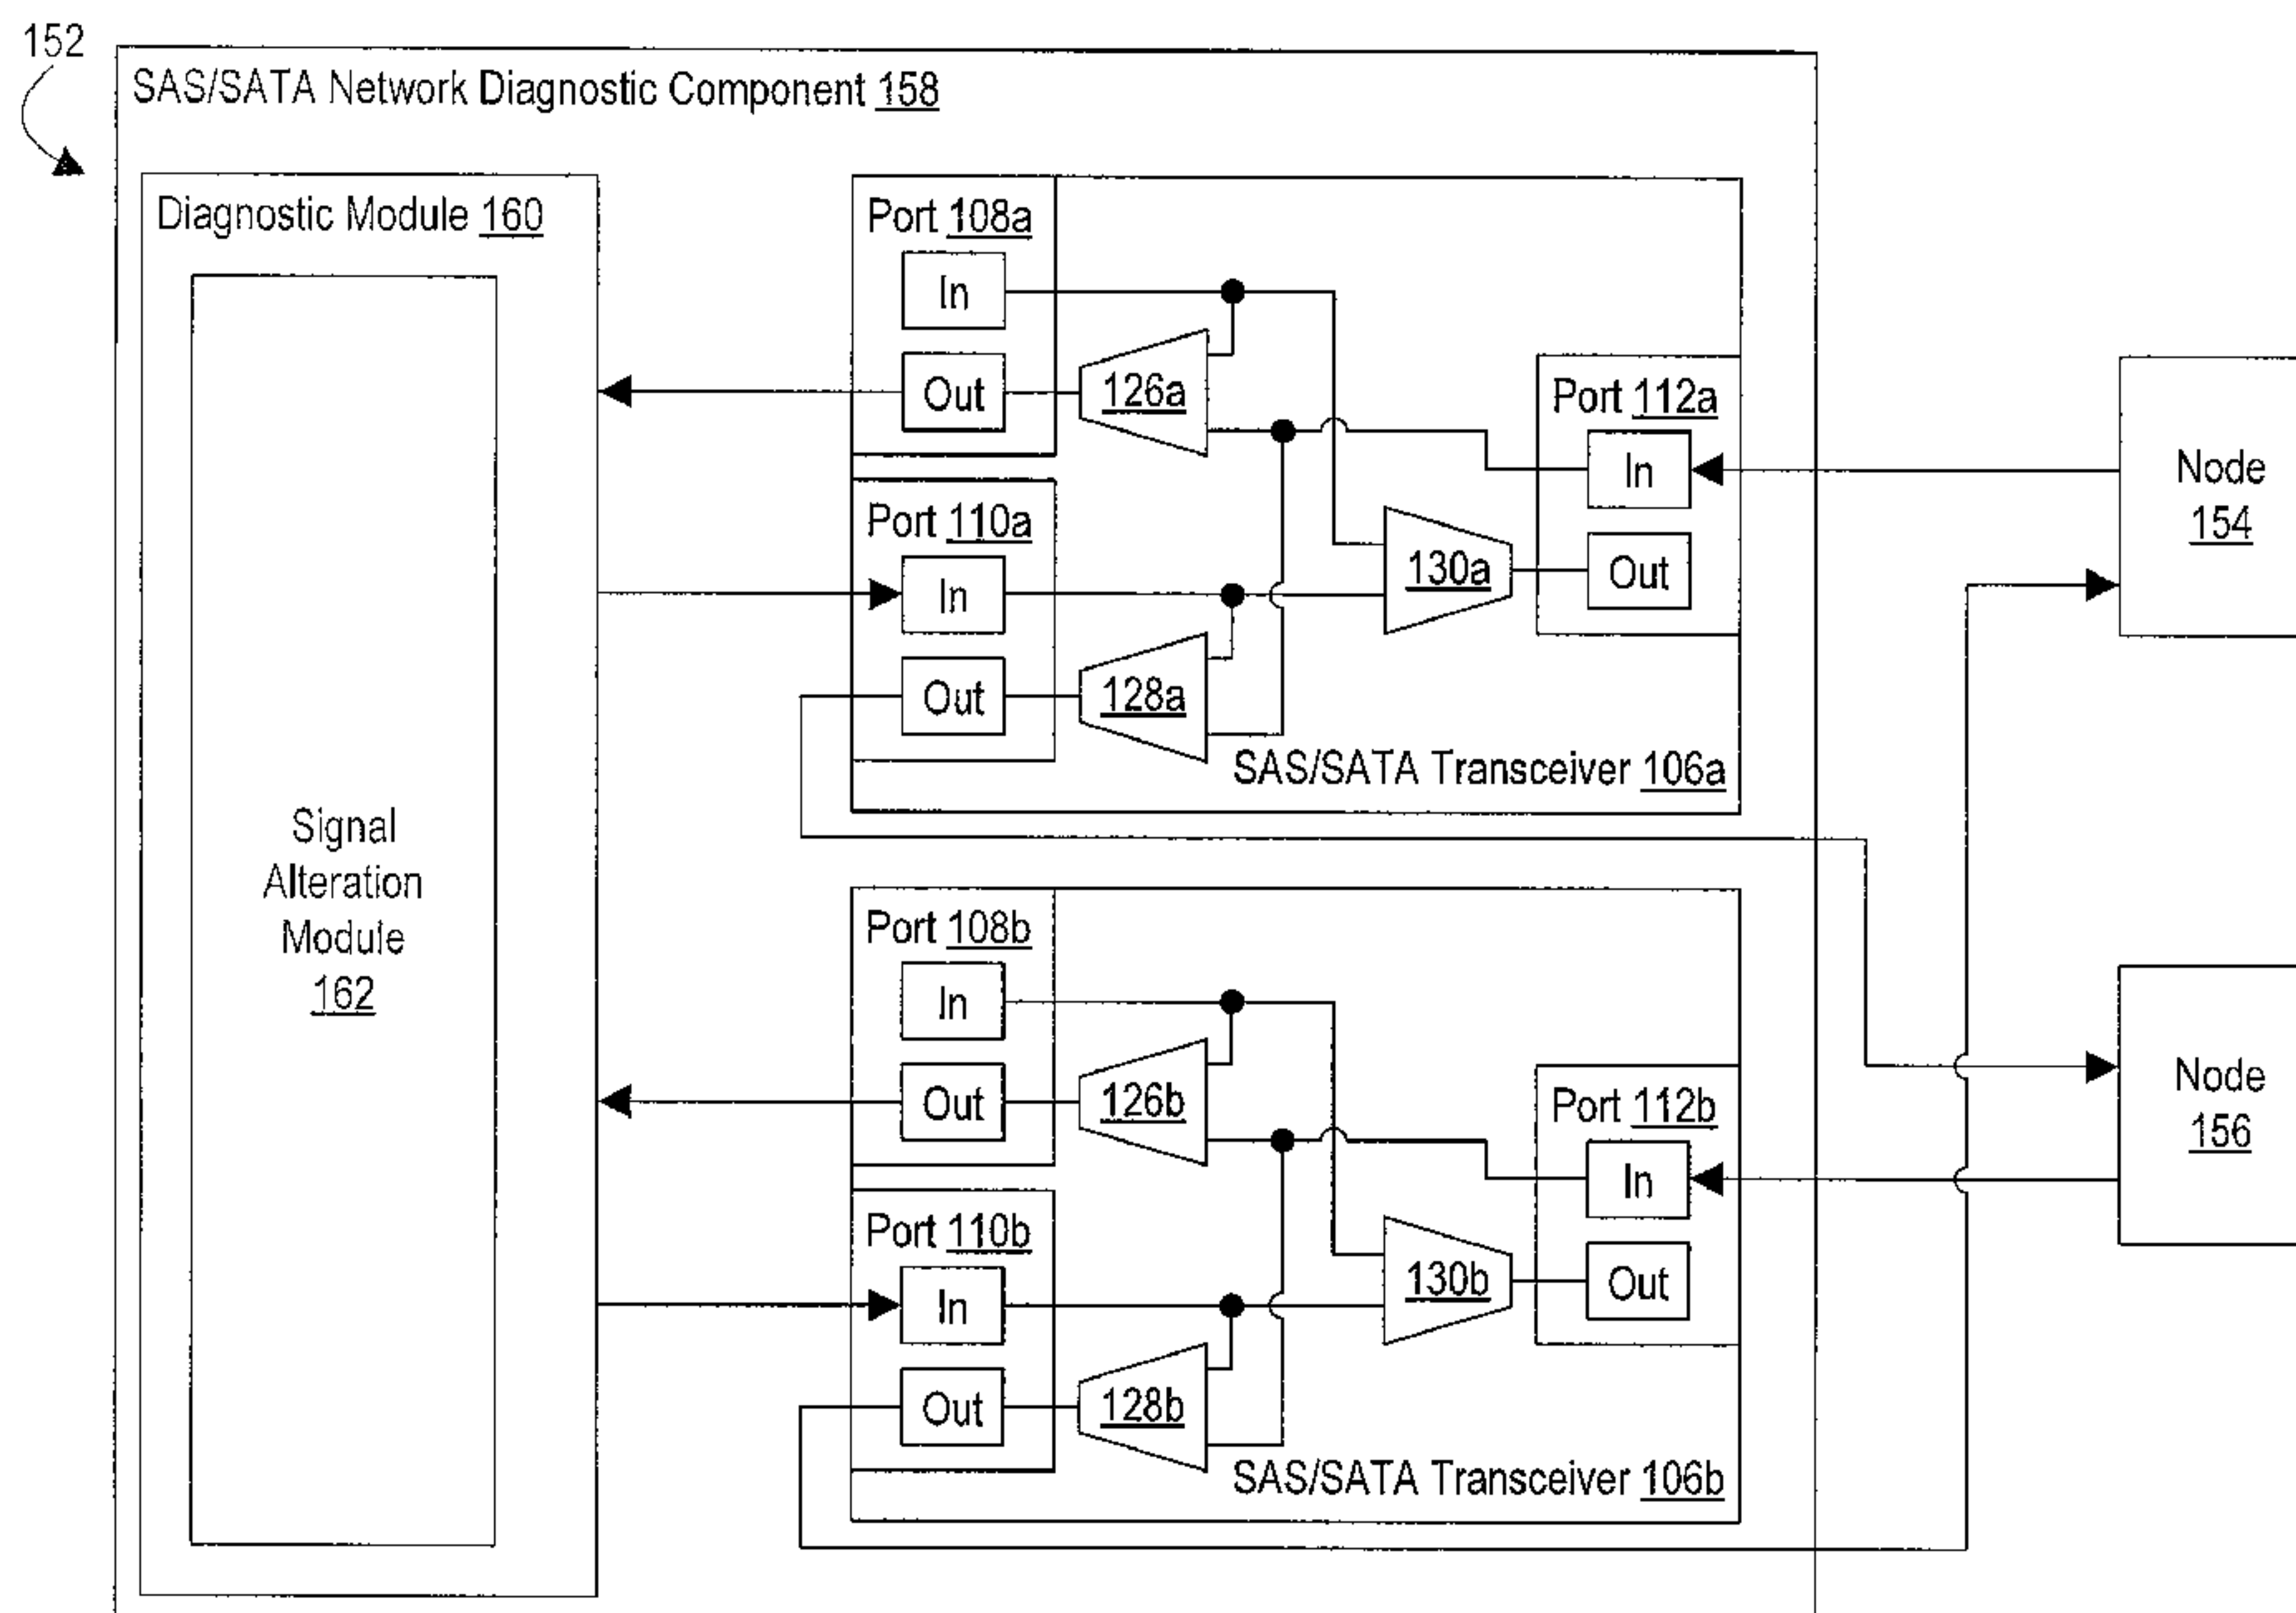 152
SAS/SATA Network Diagnostic Component 158
Diagnostic Module 160
Signal
Alteration
Module
162
Port 108a
In
Out
126a
Port 110a
In
Out
128a
130a
Port 112a
In
Out
SAS/SATA Transceiver 106a
Node
154
Port 108b
In
Out
126b
Port 110b
In
Out
128b
130b
Port 112b
In
Out
SAS/SATA Transceiver 106b
Node
156